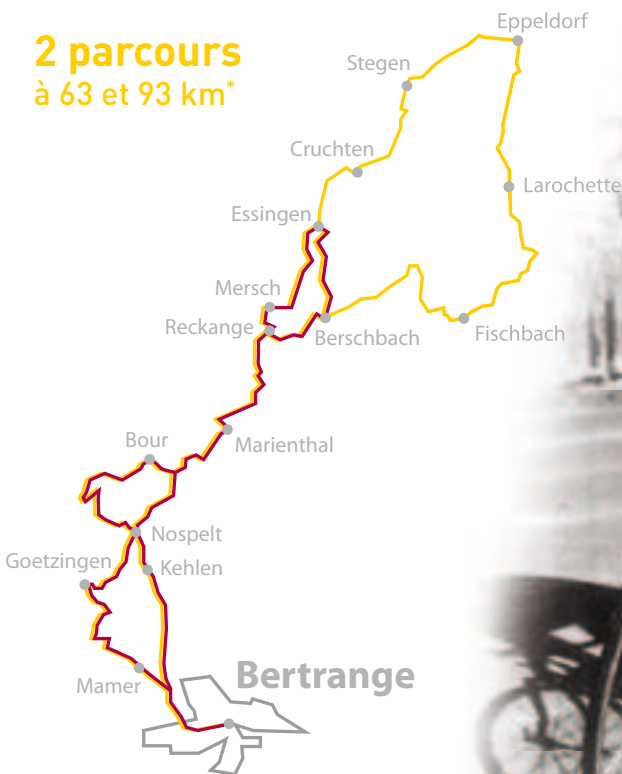 2 parcours
à 63 et 93 km*
Eppeldorf
Stegen
Cruchten
Larochette
Essingen
Mersch
Reckange
Berschbach
Fischbach
Bour
Marienthal
Nospelt
Goetzingen
Kehlen
Mamer
Bertrange